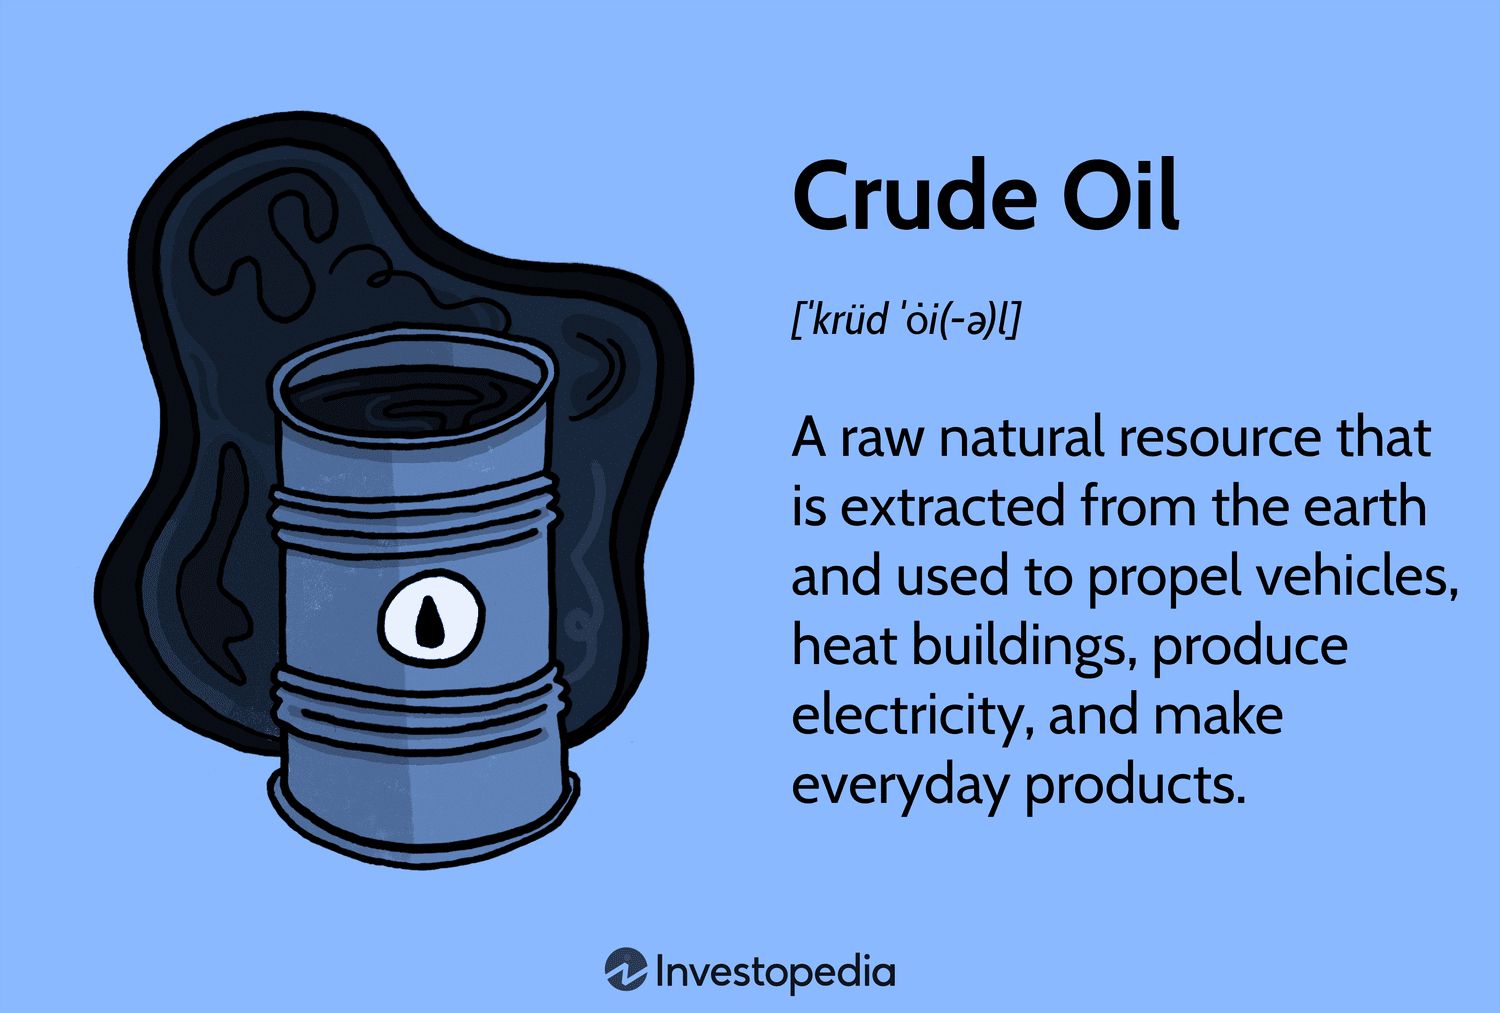 Crude Oil
[ˈkrüd ˈȯi(-ə)l]
A raw natural resource that
is extracted from the earth
and used to propel vehicles,
heat buildings, produce
electricity, and make
everyday products.
Investopedia